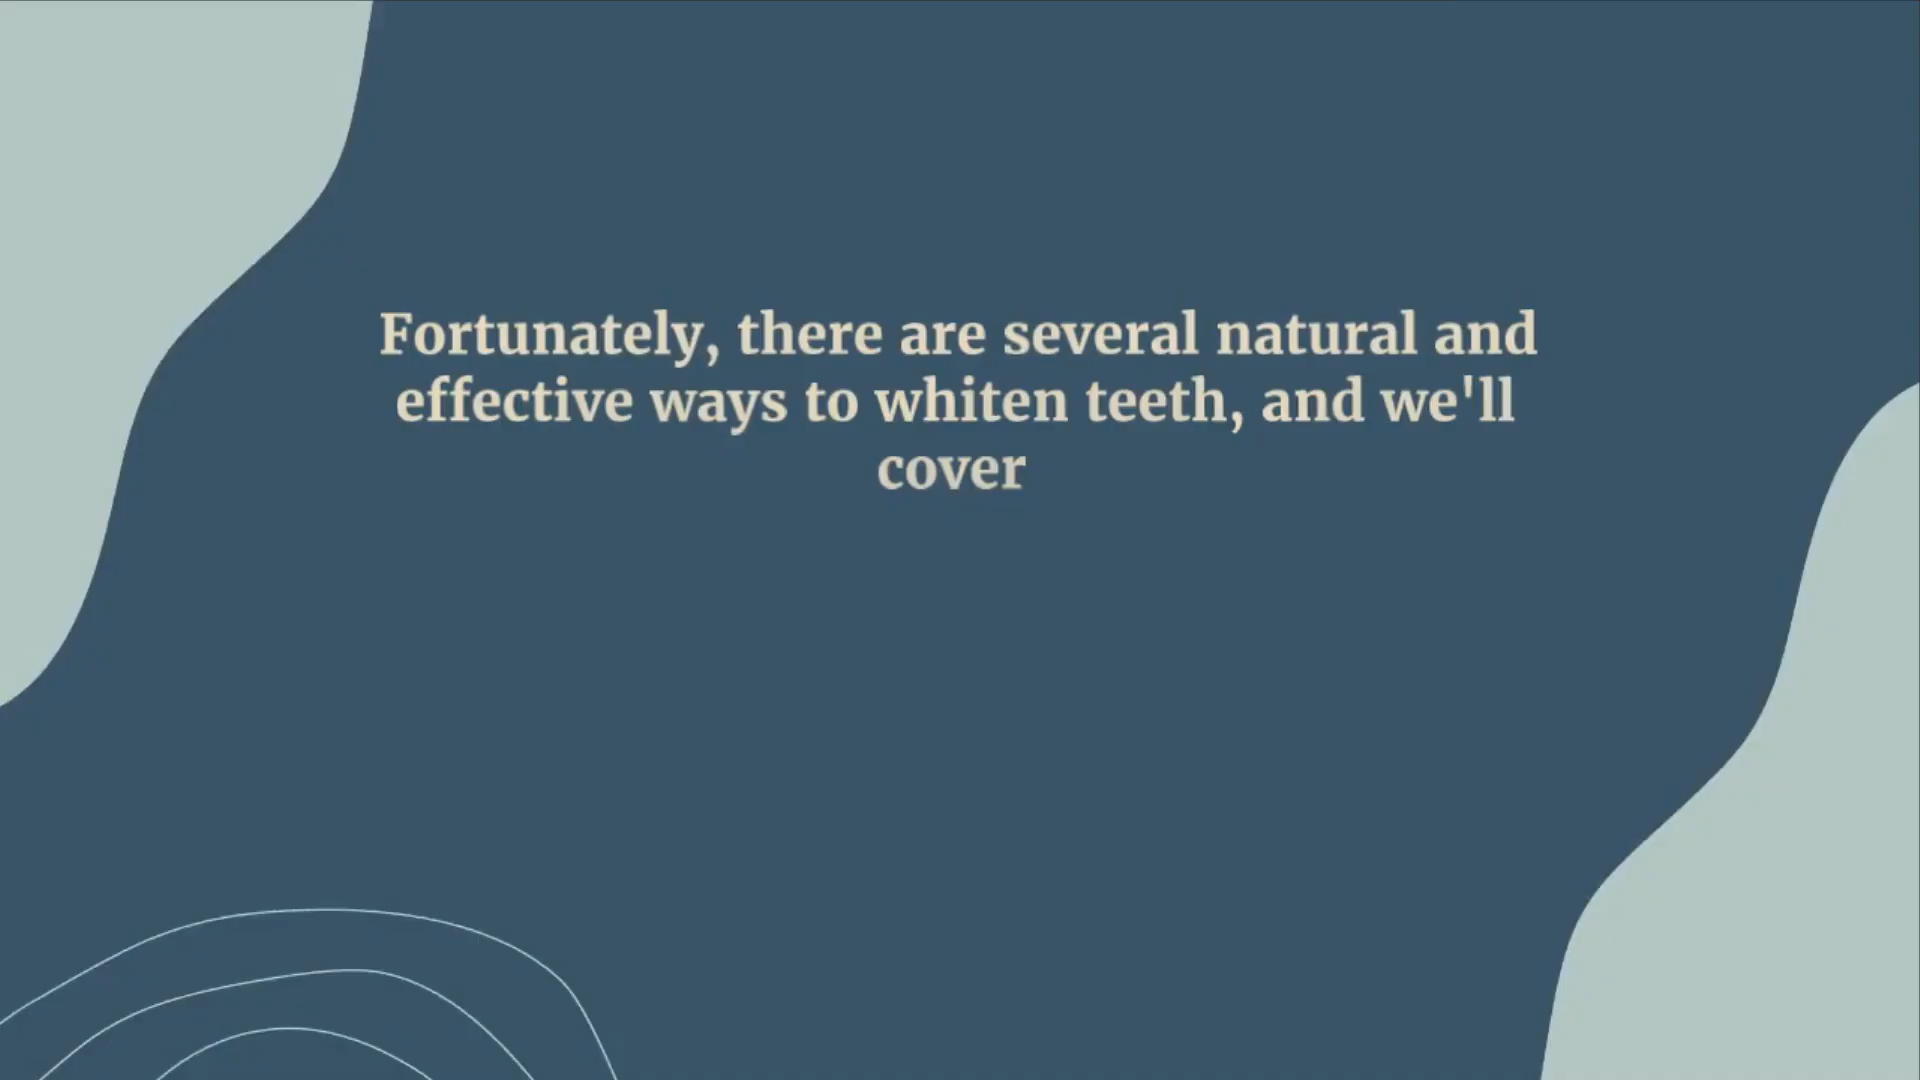 Fortunately, there are several natural and
effective ways to whiten teeth, and we'll
cover